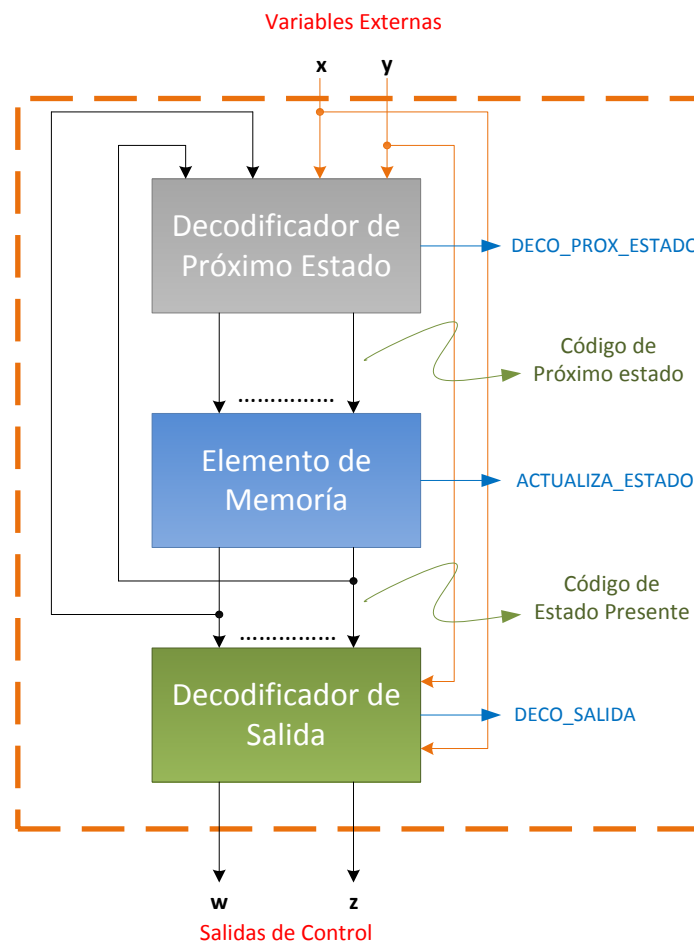 Variables Externas
x y
Decodificador de
Próximo Estado
DECO_PROX_ESTADO
Código de
Próximo estado
...............
Elemento de
Memoría
ACTUALIZA_ESTADO
Código de
Estado Presente
...............
Decodificador de
Salida
DECO_SALIDA
w z
Salidas de Control